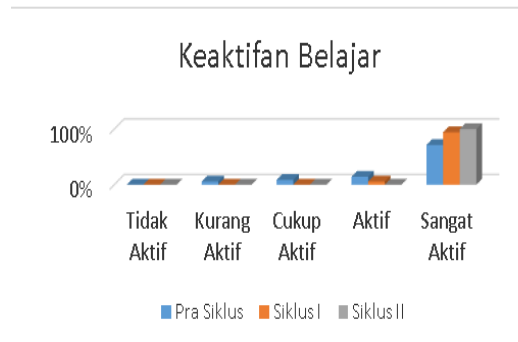 Keaktifan Belajar
100%
0%
Tidak Aktif
Kurang Aktif
Cukup Aktif
Aktif
Sangat Aktif
Pra Siklus
Siklus I
Siklus II